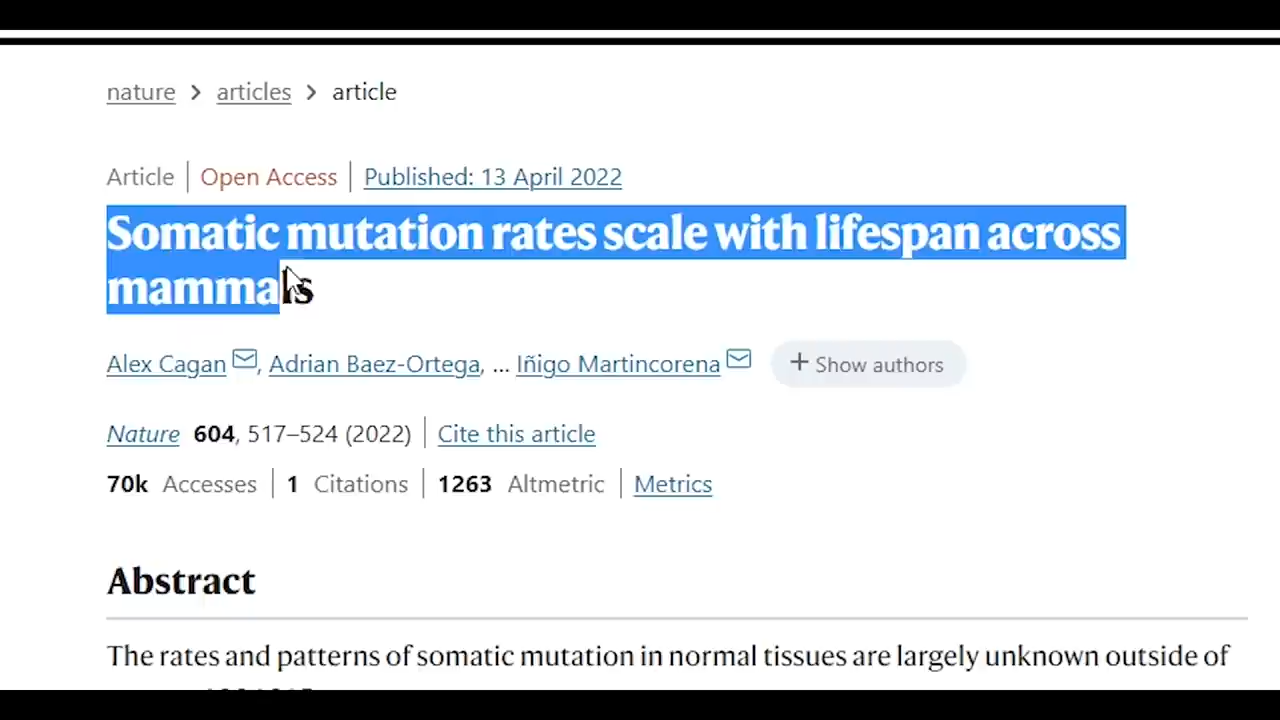 nature > articles > article
Article | Open Access | Published: 13 April 2022
Somatic mutation rates scale with lifespan across
mammals
Alex Cagan, Adrian Baez-Ortega, ... Iñigo Martincorena + Show authors
Nature 604, 517–524 (2022) | Cite this article
70k Accesses | 1 Citations | 1263 Altmetric | Metrics
Abstract
The rates and patterns of somatic mutation in normal tissues are largely unknown outside of